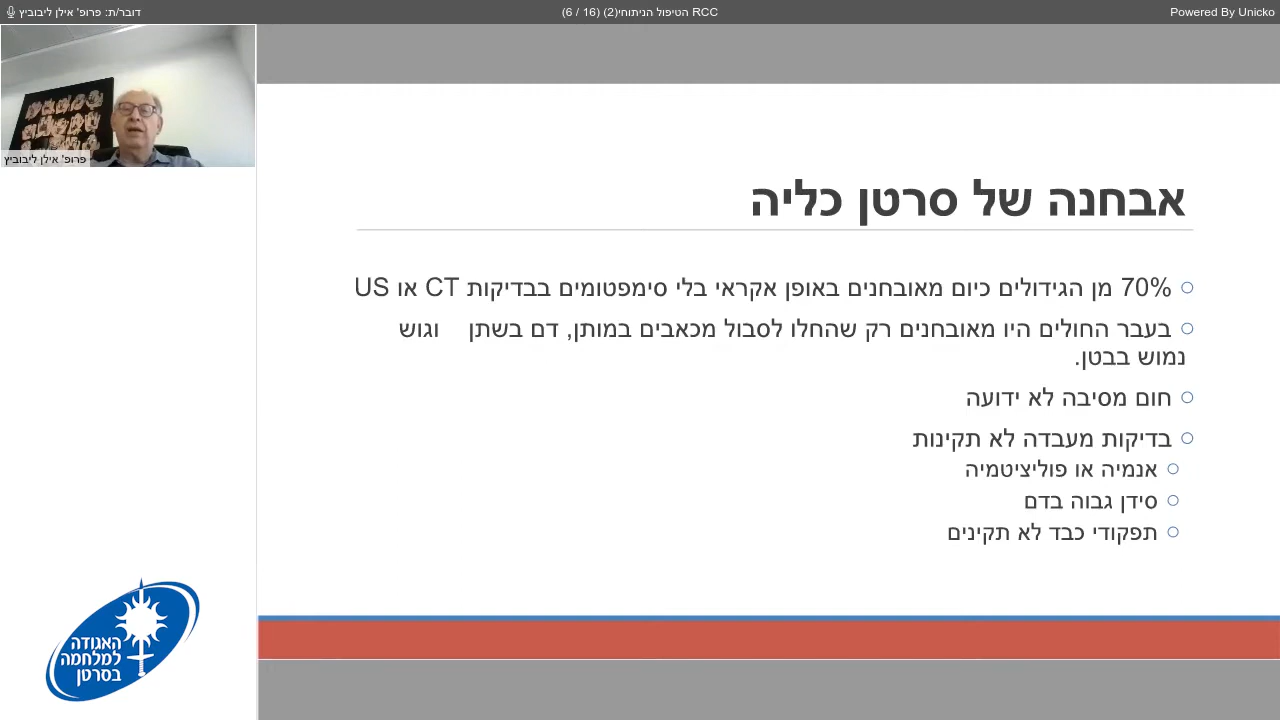 דובר/ת: פרופ' אילן ליבוביץ
RCC הטיפול הניתוחי(2) (16 / 6)
Powered By Unicko
פרופ' אילן ליבוביץ
אבחנה של סרטן כליה
70% מן הגידולים כיום מאובחנים באופן אקראי בלי סימפטומים בבדיקות CT או US
בעבר החולים היו מאובחנים רק שהחלו לסבול מכאבים במותן, דם בשתן וגוש
נמוש בבטן.
חום מסיבה לא ידועה
בדיקות מעבדה לא תקינות
אנמיה או פוליציטמיה
סידן גבוה בדם
תפקודי כבד לא תקינים
האגודה
למלחמה
בסרטן